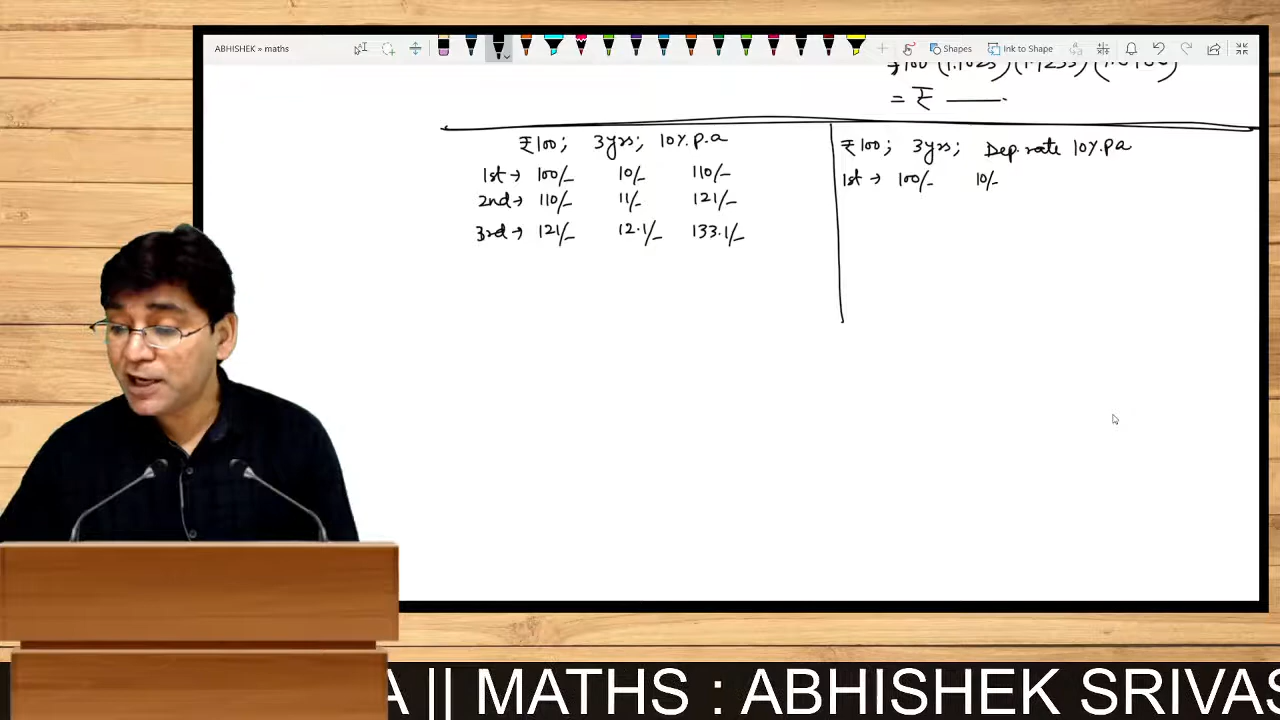 ABHISHEK » maths
Shapes
Ink to Shape
= ₹ ——
₹100; 3yrs; 10%.p.a
1st → 100/- 10/- 110/-
2nd → 110/- 11/- 121/-
3rd → 121/- 12.1/- 133.1/-
₹100; 3yrs; Dep.rate 10%.pa
1st → 100/- 10/-
A || MATHS : ABHISHEK SRIVAS